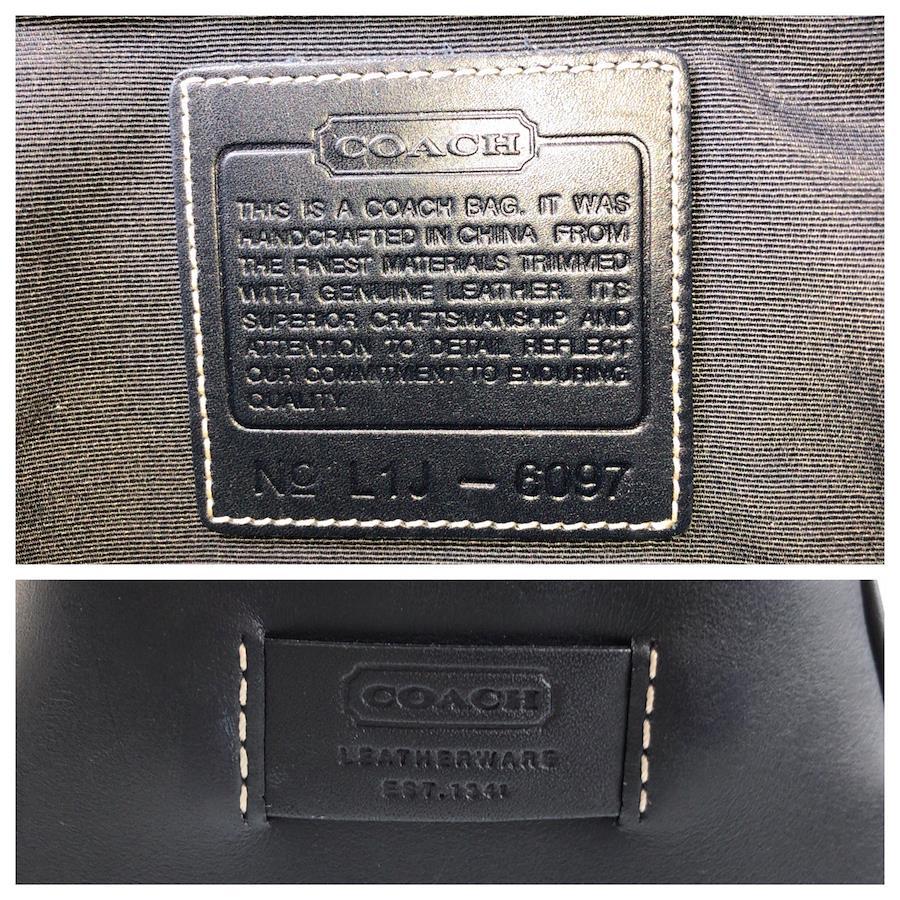 COACH
THIS IS A COACH BAG. IT WAS
HANDCRAFTED IN CHINA FROM
THE FINEST MATERIALS TRIMMED
WITH GENUINE LEATHER. ITS
SUPERIOR CRAFTSMANSHIP AND
ATTENTION TO DETAIL REFLECT
OUR COMMITMENT TO ENDURING
QUALITY.
Nº L1J – 6097
COACH
LEATHERWARE
EST. 1941